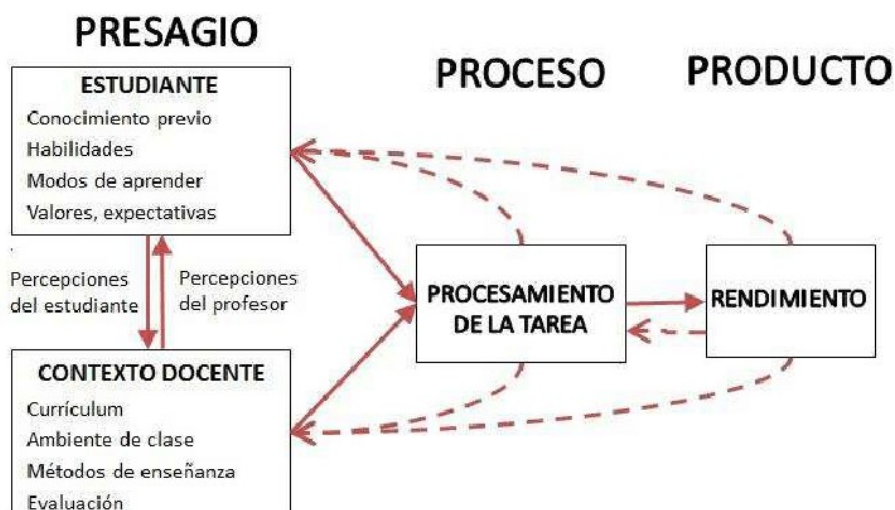 PRESAGIO
ESTUDIANTE
Conocimiento previo
Habilidades
Modos de aprender
Valores, expectativas
Percepciones
del estudiante
Percepciones
del profesor
CONTEXTO DOCENTE
Currículum
Ambiente de clase
Métodos de enseñanza
Evaluación
PROCESO
PROCESAMIENTO
DE LA TAREA
PRODUCTO
RENDIMIENTO